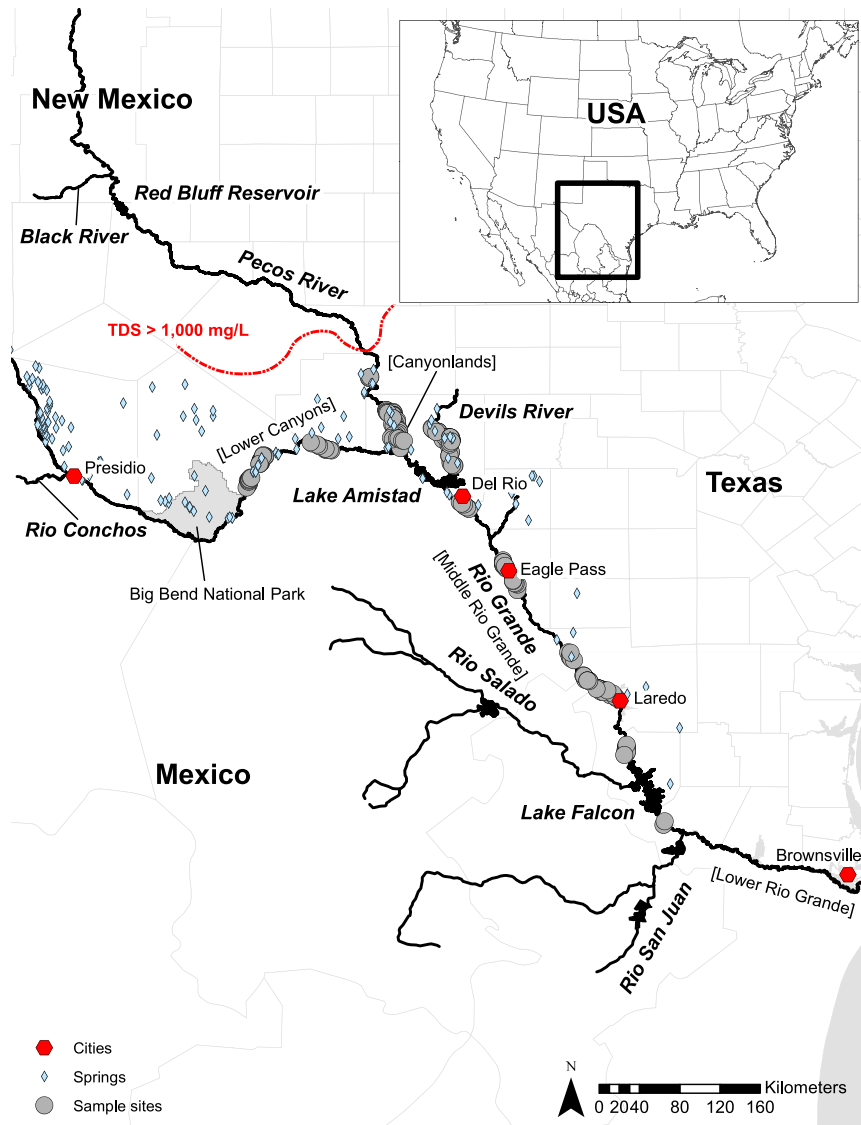 New Mexico
USA
Red Bluff Reservoir
Black River
Pecos River
TDS > 1,000 mg/L
[Canyonlands]
Devils River
[Lower Canyons]
Presidio
Lake Amistad
Del Rio
Texas
Rio Conchos
Eagle Pass
Big Bend National Park
Rio Grande
[Middle Rio Grande]
Rio Salado
Laredo
Mexico
Lake Falcon
Brownsville
[Lower Rio Grande]
Rio San Juan
Cities
Springs
Sample sites
N
Kilometers
0 20 40 80 120 160